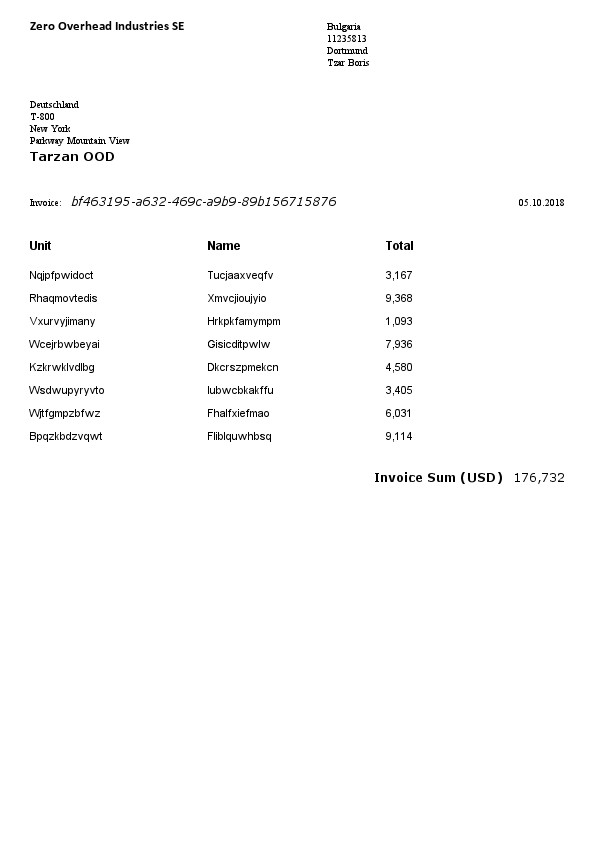 Zero Overhead Industries SE
Bulgaria
11235813
Dortmund
Tzar Boris
Deutschland
T-800
New York
Parkway Mountain View
Tarzan OOD
Invoice: bf463195-a632-469c-a9b9-89b156715876 05.10.2018
Unit Name Total
Nqjpfpwidoct Tucjaaxveqfv 3,167
Rhaqmovtedis Xmvcjioujyio 9,368
Vxurvyjimany Hrkpkfamympm 1,093
Wcejrbwbeyai Gisicditpwlw 7,936
Kzkrwklvdlbg Dkcrszpmekcn 4,580
Wsdwupyryvto Iubwcbkakffu 3,405
Wjtfgmpzbfwz Fhalfxiefmao 6,031
Bpqzkbdzvqwt Fliblquwhbsq 9,114
Invoice Sum (USD) 176,732